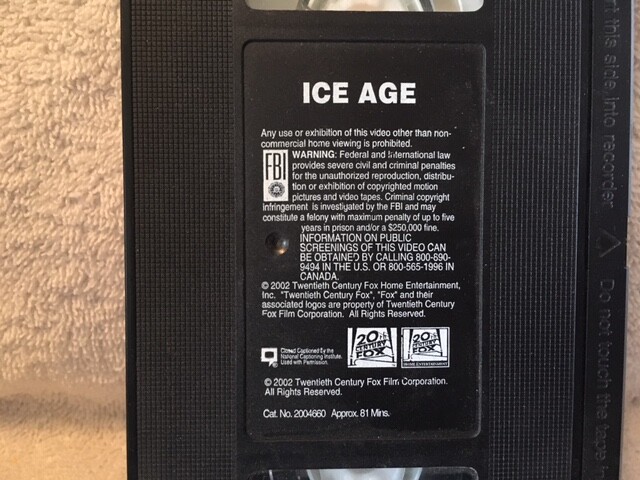 ICE AGE
Any use or exhibition of this video other than non-
commercial home viewing is prohibited.
FBI
WARNING: Federal and International law
provides severe civil and criminal penalties
for the unauthorized reproduction, distribu-
tion or exhibition of copyrighted motion
pictures and video tapes. Criminal copyright
infringement is investigated by the FBI and may
constitute a felony with maximum penalty of up to five
years in prison and/or a $250,000 fine.
INFORMATION ON PUBLIC
SCREENINGS OF THIS VIDEO CAN
BE OBTAINED BY CALLING 800-690-
9494 IN THE U.S. OR 800-565-1996 IN
CANADA.
© 2002 Twentieth Century Fox Home Entertainment,
Inc. "Twentieth Century Fox", "Fox" and their
associated logos are property of Twentieth Century
Fox Film Corporation. All Rights Reserved.
Closed Captioned by the
National Captioning Institute.
Used with Permission.
20TH
CENTURY
FOX
20TH
CENTURY
FOX
HOME ENTERTAINMENT
© 2002 Twentieth Century Fox Film Corporation.
All Rights Reserved.
Cat. No. 2004660 Approx. 81 Mins.
this side into recorder
Do not touch the tape